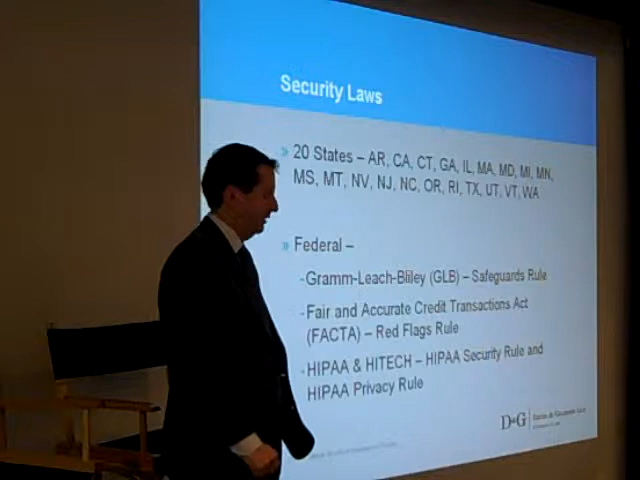 Security Laws
» 20 States – AR, CA, CT, GA, IL, MA, MD, MI, MN,
MS, MT, NV, NJ, NC, OR, RI, TX, UT, VT, WA
» Federal –
- Gramm-Leach-Bliley (GLB) – Safeguards Rule
- Fair and Accurate Credit Transactions Act
(FACTA) – Red Flags Rule
- HIPAA & HITECH – HIPAA Security Rule and
HIPAA Privacy Rule
D&G